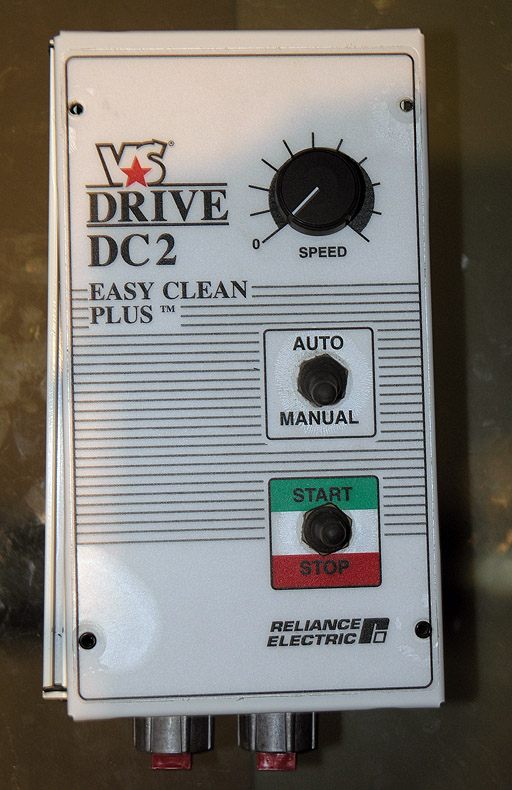 VS®
DRIVE
DC2
EASY CLEAN
PLUS™
0
SPEED
AUTO
MANUAL
START
STOP
RELIANCE
ELECTRIC